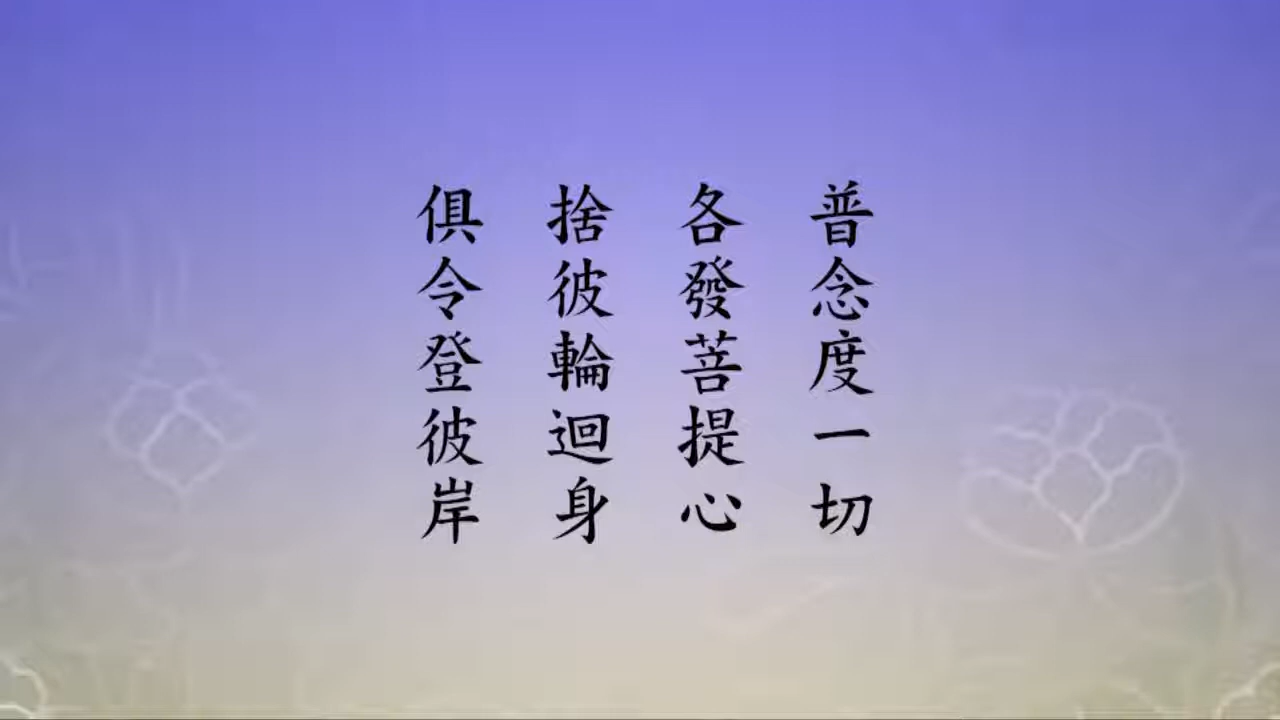 普念度一切
各發菩提心
捨彼輪迴身
俱令登彼岸